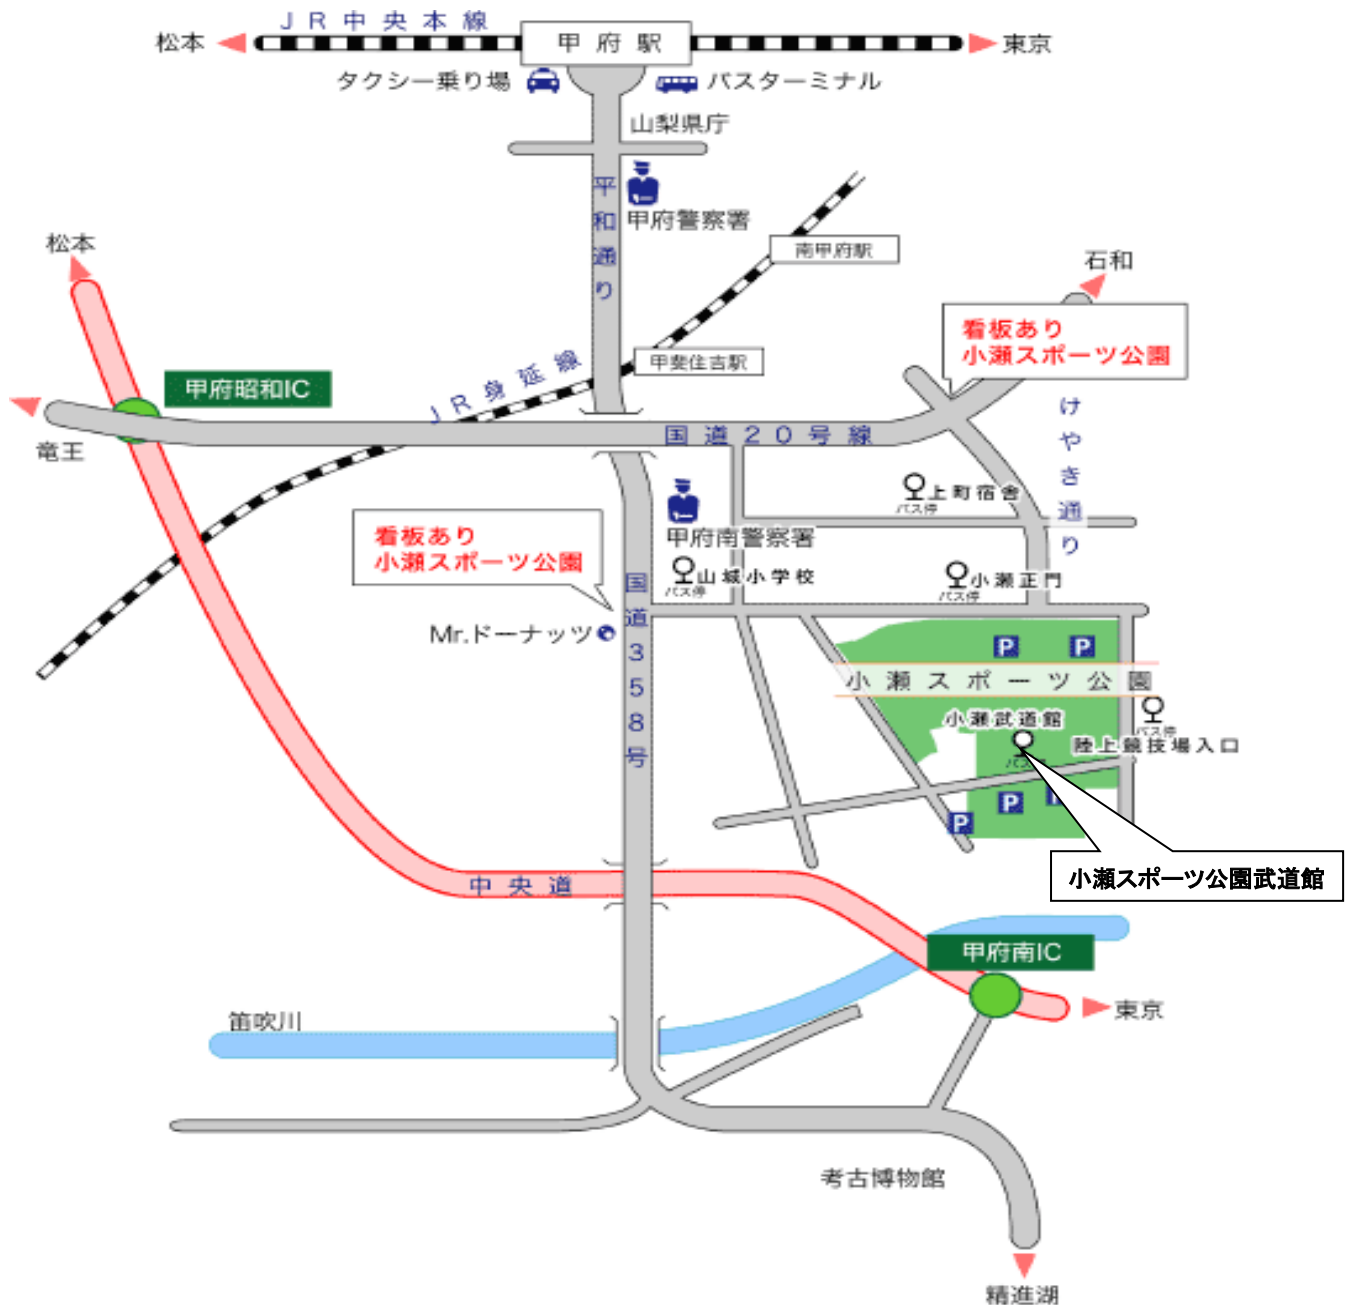 JR中央本線
松本
甲府駅
東京
タクシー乗り場
バスターミナル
山梨県庁
平和通り
甲府警察署
南甲府駅
松本
石和
看板あり
小瀬スポーツ公園
甲斐住吉駅
JR身延線
甲府昭和IC
けやき通り
国道20号線
竜王
上町宿舎
バス停
看板あり
小瀬スポーツ公園
甲府南警察署
山城小学校
バス停
小瀬正門
バス停
国道358号
Mr.ドーナッツ
P
P
小瀬スポーツ公園
小瀬武道館
バス停
バス停
陸上競技場入口
P
P
小瀬スポーツ公園武道館
中央道
甲府南IC
東京
笛吹川
考古博物館
精進湖